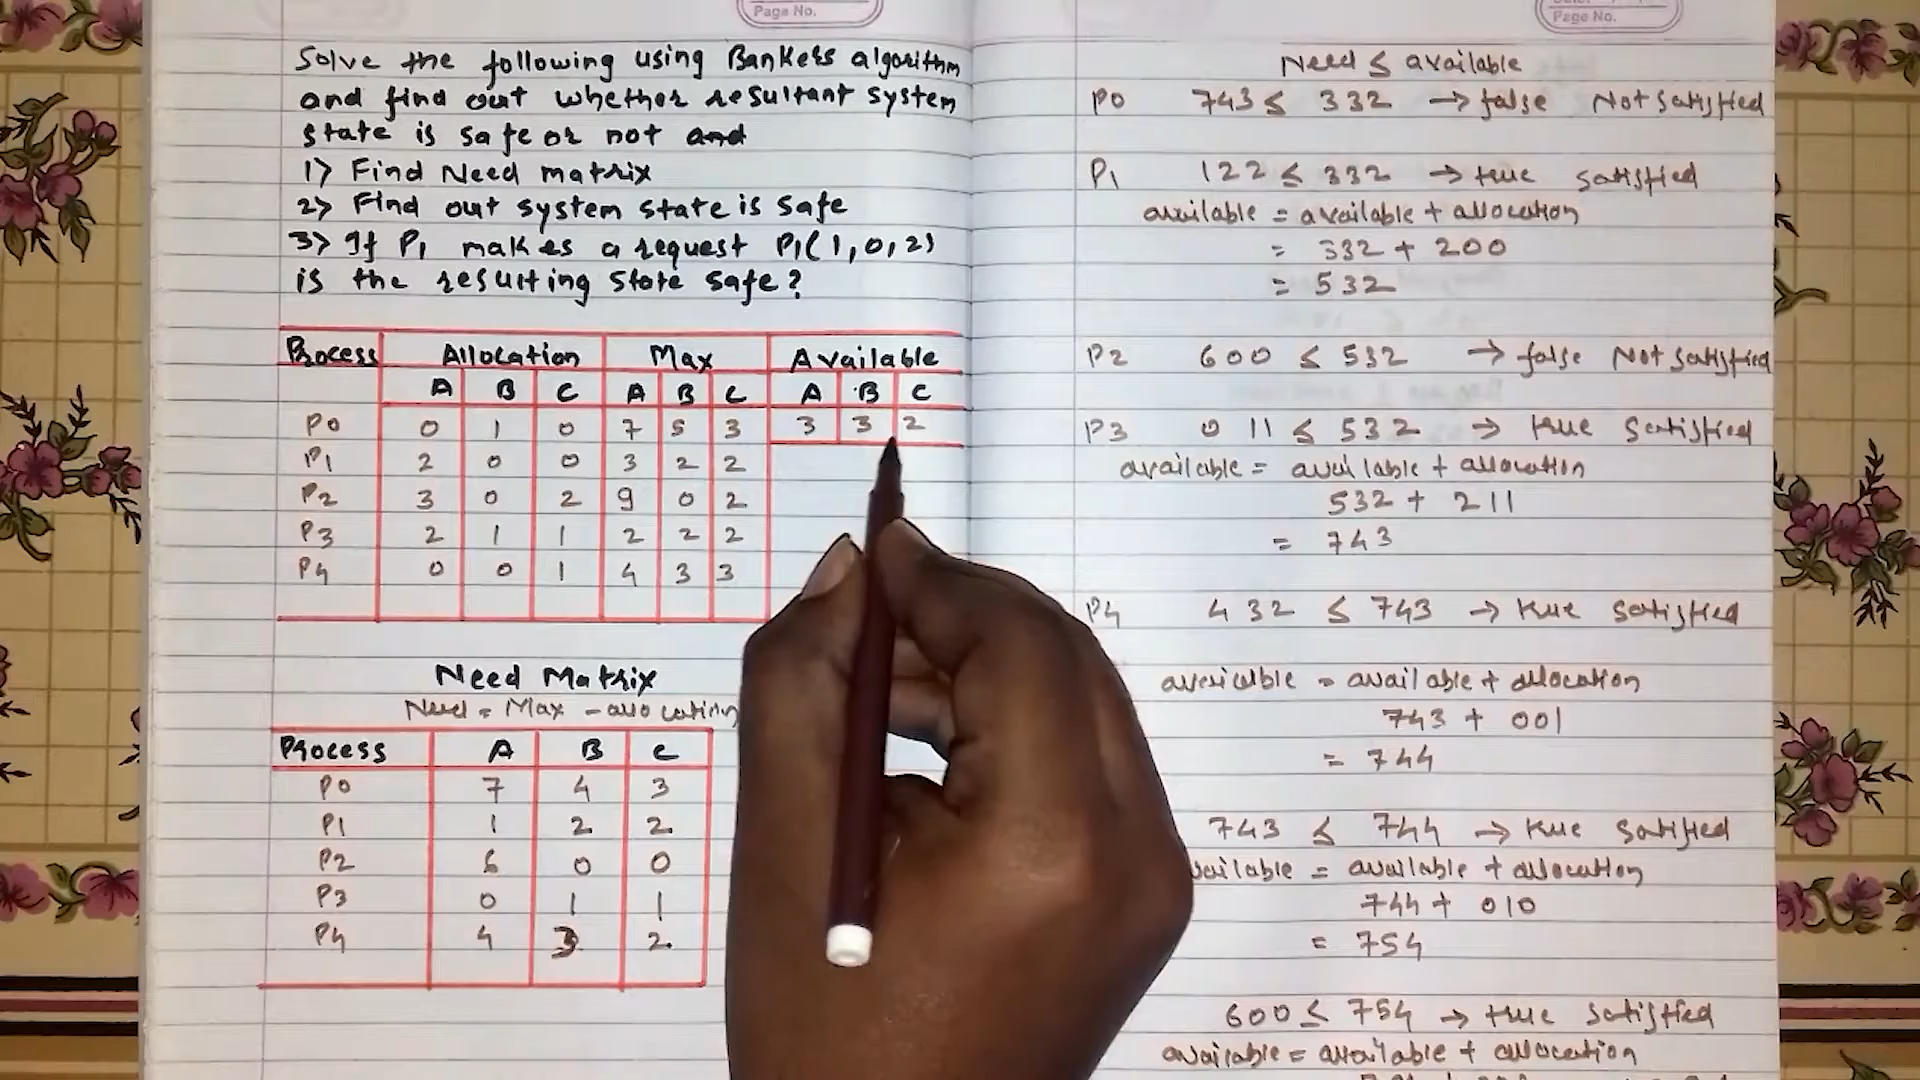 Page No.
Solve the following using Bankers algorithm
and find out whether resultant system
state is safe or not and
1) Find Need matrix
2) Find out system state is safe
3) If P1 makes a request P1(1,0,2)
is the resulting state safe?
Process Allocation Max Available
A B C A B C A B C
P0 0 1 0 7 5 3 3 3 2
P1 2 0 0 3 2 2
P2 3 0 2 9 0 2
P3 2 1 1 2 2 2
P4 0 0 1 4 3 3
Need Matrix
Need = Max - allocation
Process A B C
P0 7 4 3
P1 1 2 2
P2 6 0 0
P3 0 1 1
P4 4 3 2
Page No.
Need ≤ available
P0 743 ≤ 332 → false Not satisfied
P1 122 ≤ 332 → true satisfied
available = available + allocation
= 332 + 200
= 532
P2 600 ≤ 532 → false Not satisfied
P3 0 11 ≤ 532 → true satisfied
available = available + allocation
532 + 211
= 743
P4 432 ≤ 743 → true satisfied
available = available + allocation
743 + 001
= 744
743 ≤ 744 → true satisfied
available = available + allocation
744 + 010
= 754
600 ≤ 754 → true satisfied
available = available + allocation